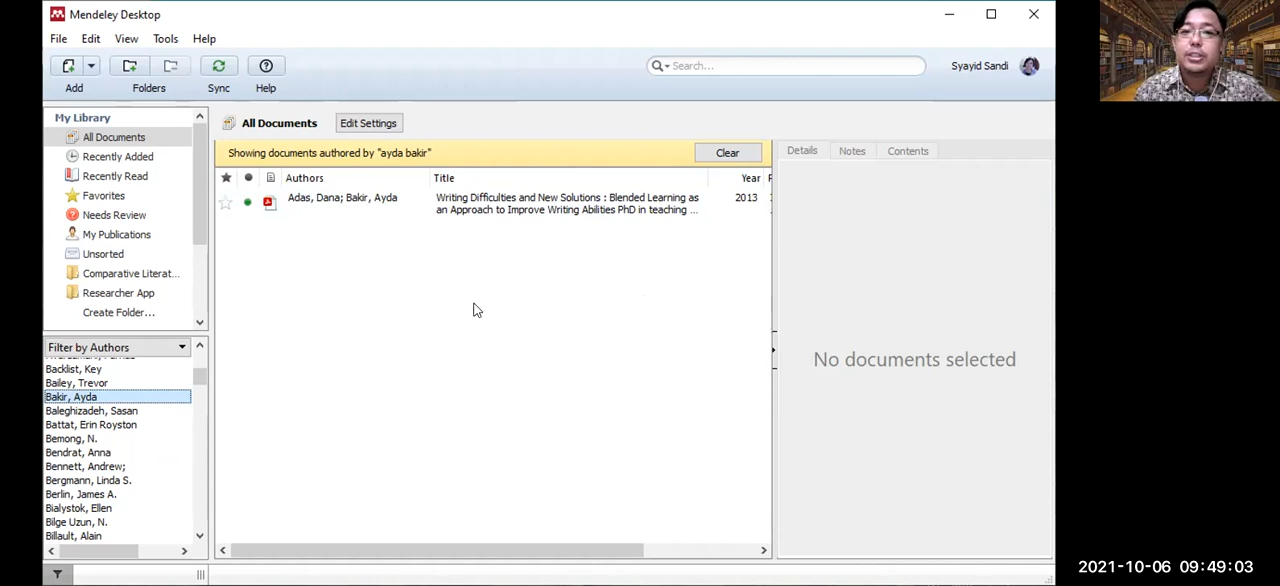 Mendeley Desktop
File Edit View Tools Help
Search...
Syayid Sandi
Add Folders Sync Help
My Library
All Documents
Recently Added
Recently Read
Favorites
Needs Review
My Publications
Unsorted
Comparative Literat...
Researcher App
Create Folder...
Filter by Authors
Backlist, Key
Bailey, Trevor
Bakir, Ayda
Baleghizadeh, Sasan
Battat, Erin Royston
Bemong, N.
Bendrat, Anna
Bennett, Andrew;
Bergmann, Linda S.
Berlin, James A.
Bialystok, Ellen
Bilge Uzun, N.
Billault, Alain
All Documents Edit Settings
Showing documents authored by "ayda bakir" Clear
Authors Title Year
Adas, Dana; Bakir, Ayda Writing Difficulties and New Solutions : Blended Learning as 2013
an Approach to Improve Writing Abilities PhD in teaching ...
Details Notes Contents
No documents selected
2021-10-06 09:49:03